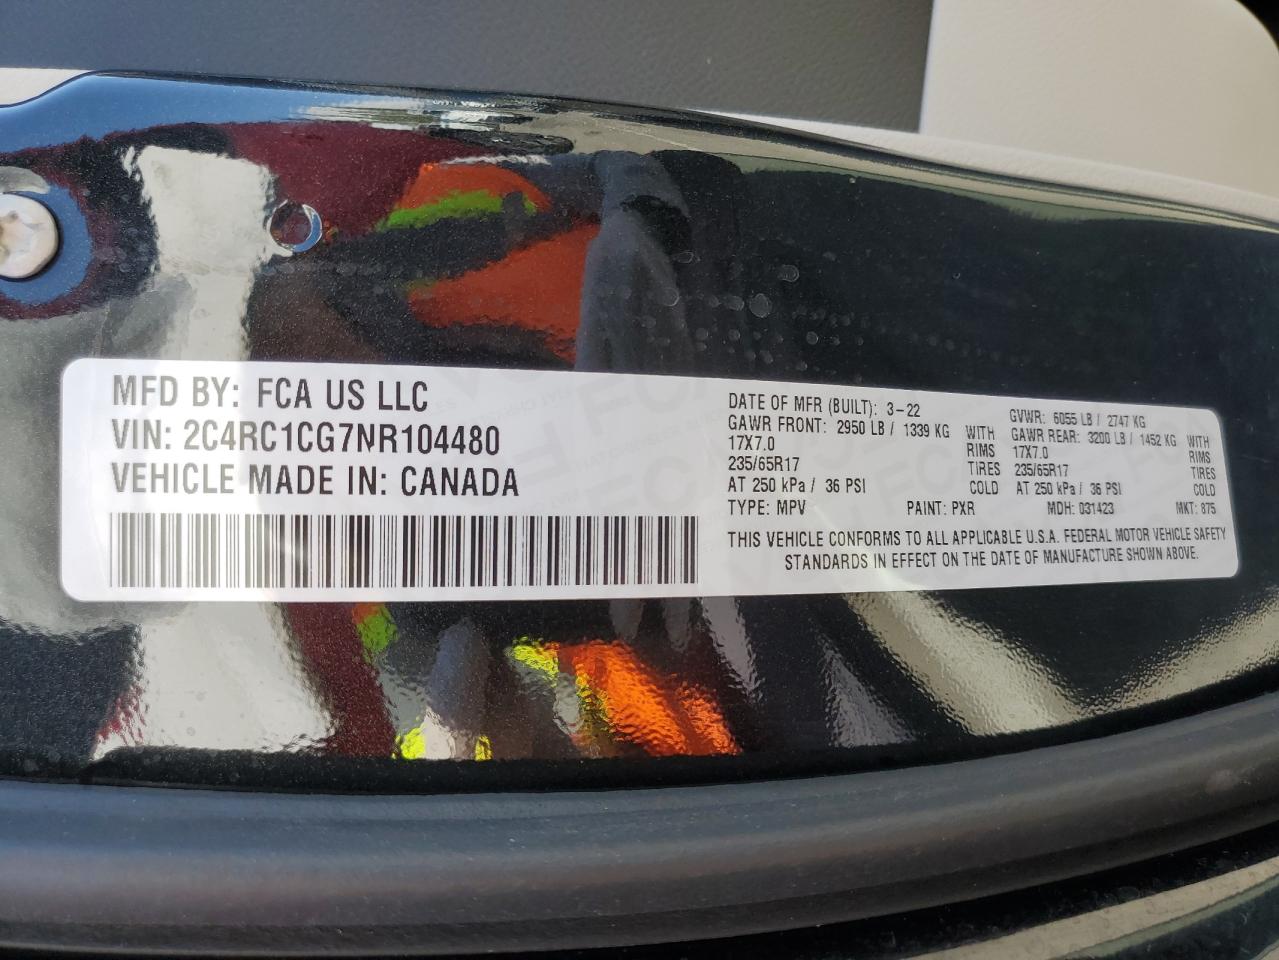 MFD BY: FCA US LLC
VIN: 2C4RC1CG7NR104480
VEHICLE MADE IN: CANADA
DATE OF MFR (BUILT): 3-22 GVWR: 6055 LB / 2747 KG
GAWR FRONT: 2950 LB / 1339 KG WITH GAWR REAR: 3200 LB / 1452 KG WITH
17X7.0 RIMS 17X7.0 RIMS
235/65R17 TIRES 235/65R17 TIRES
AT 250 kPa / 36 PSI COLD AT 250 kPa / 36 PSI COLD
TYPE: MPV PAINT: PXR MDH: 031423 MKT: 875
THIS VEHICLE CONFORMS TO ALL APPLICABLE U.S.A. FEDERAL MOTOR VEHICLE SAFETY
STANDARDS IN EFFECT ON THE DATE OF MANUFACTURE SHOWN ABOVE.